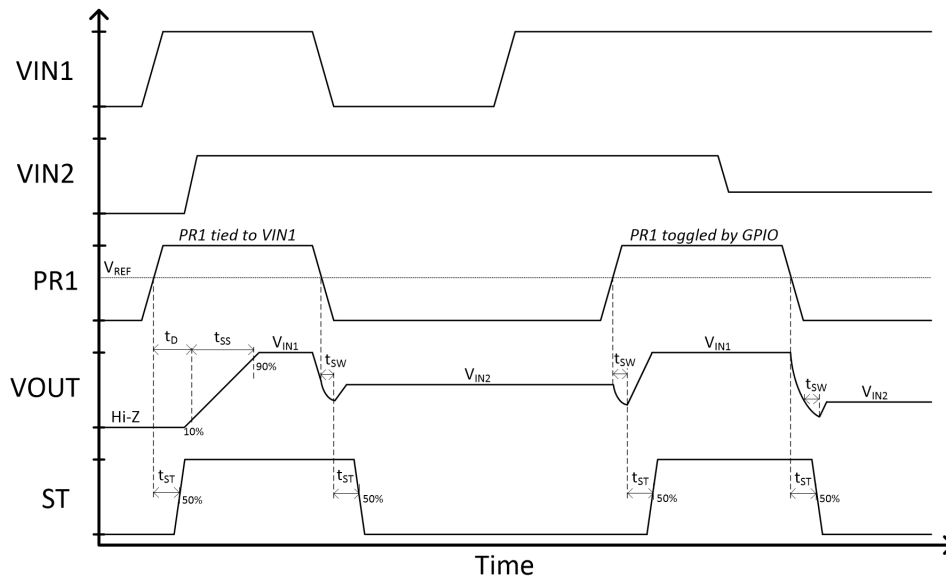 VIN1
VIN2
PR1 tied to VIN1
PR1 toggled by GPIO
VREF
PR1
tD
tSS
VIN1
90%
tSW
VIN2
tSW
VIN1
tSW
VIN2
VOUT
Hi-Z
10%
tST
50%
tST
50%
tST
50%
tST
50%
ST
Time